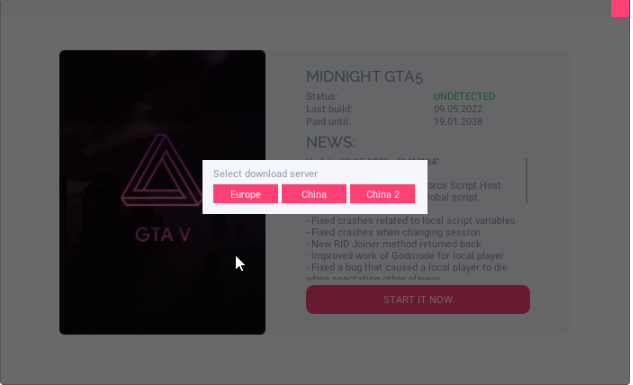 MIDNIGHT GTA5
Status: UNDETECTED
Last build: 09.05.2022
Paid until: 19.01.2038
NEWS:
Select download server
Europe China China 2
orce Script Host
lobal script
- Fixed crashes related to local script variables
- Fixed crashes when changing session
- New RID Joiner method returned back
- Improved work of Godmode for local player
- Fixed a bug that caused a local player to die
when spectating other players
START IT NOW
GTA V